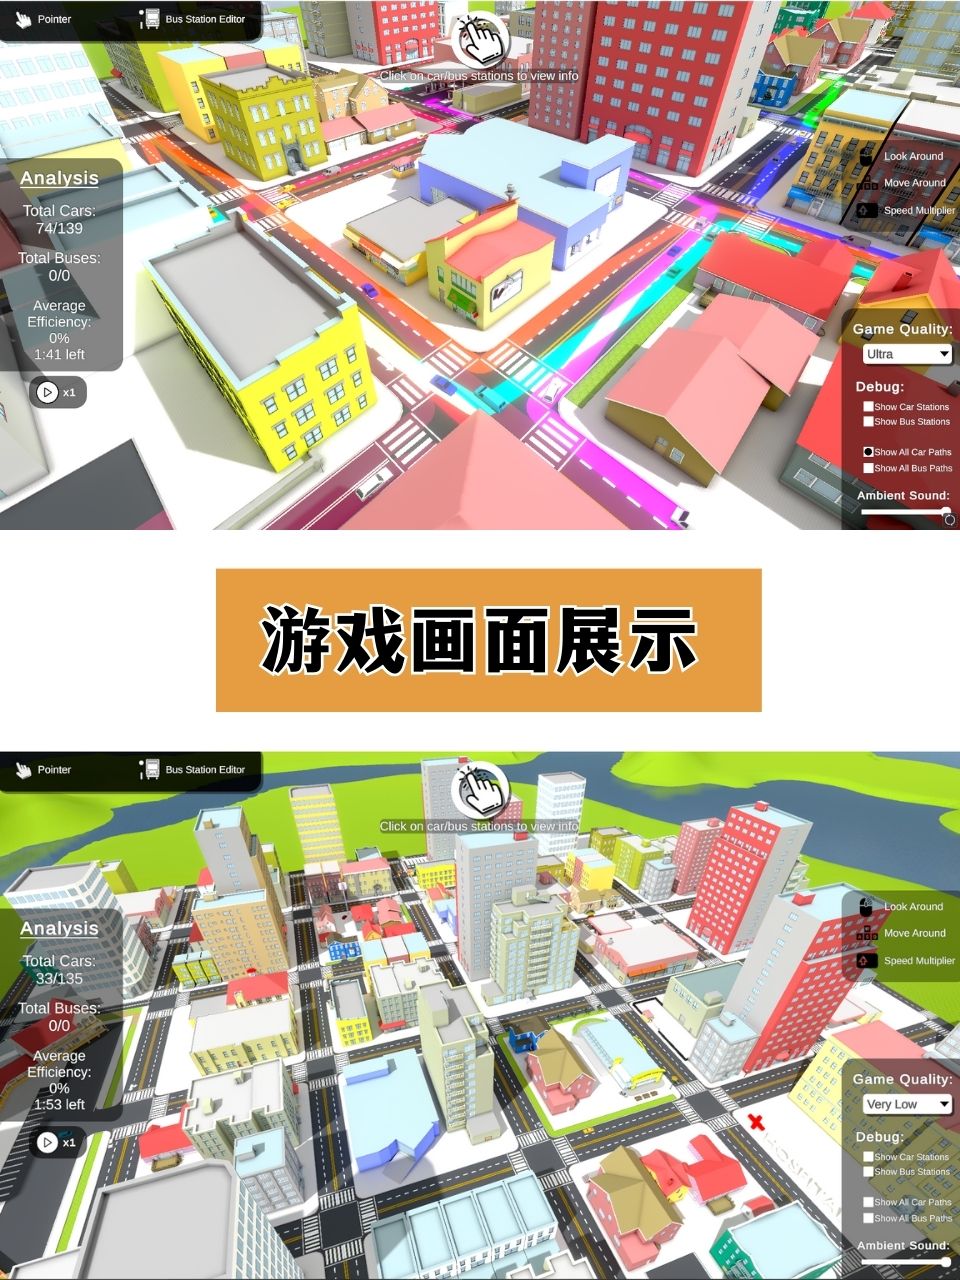 Pointer
Bus Station Editor
Click on car/bus stations to view info
Analysis
Total Cars:
74/139
Total Buses:
0/0
Average
Efficiency:
0%
1:41 left
x1
Look Around
Move Around
Speed Multiplier
Game Quality:
Ultra
Debug:
Show Car Stations
Show Bus Stations
Show All Car Paths
Show All Bus Paths
Ambient Sound:
游戏画面展示
Pointer
Bus Station Editor
Click on car/bus stations to view info
Analysis
Total Cars:
33/135
Total Buses:
0/0
Average
Efficiency:
0%
1:53 left
x1
Look Around
Move Around
Speed Multiplier
Game Quality:
Very Low
Debug:
Show Car Stations
Show Bus Stations
Show All Car Paths
Show All Bus Paths
Ambient Sound: